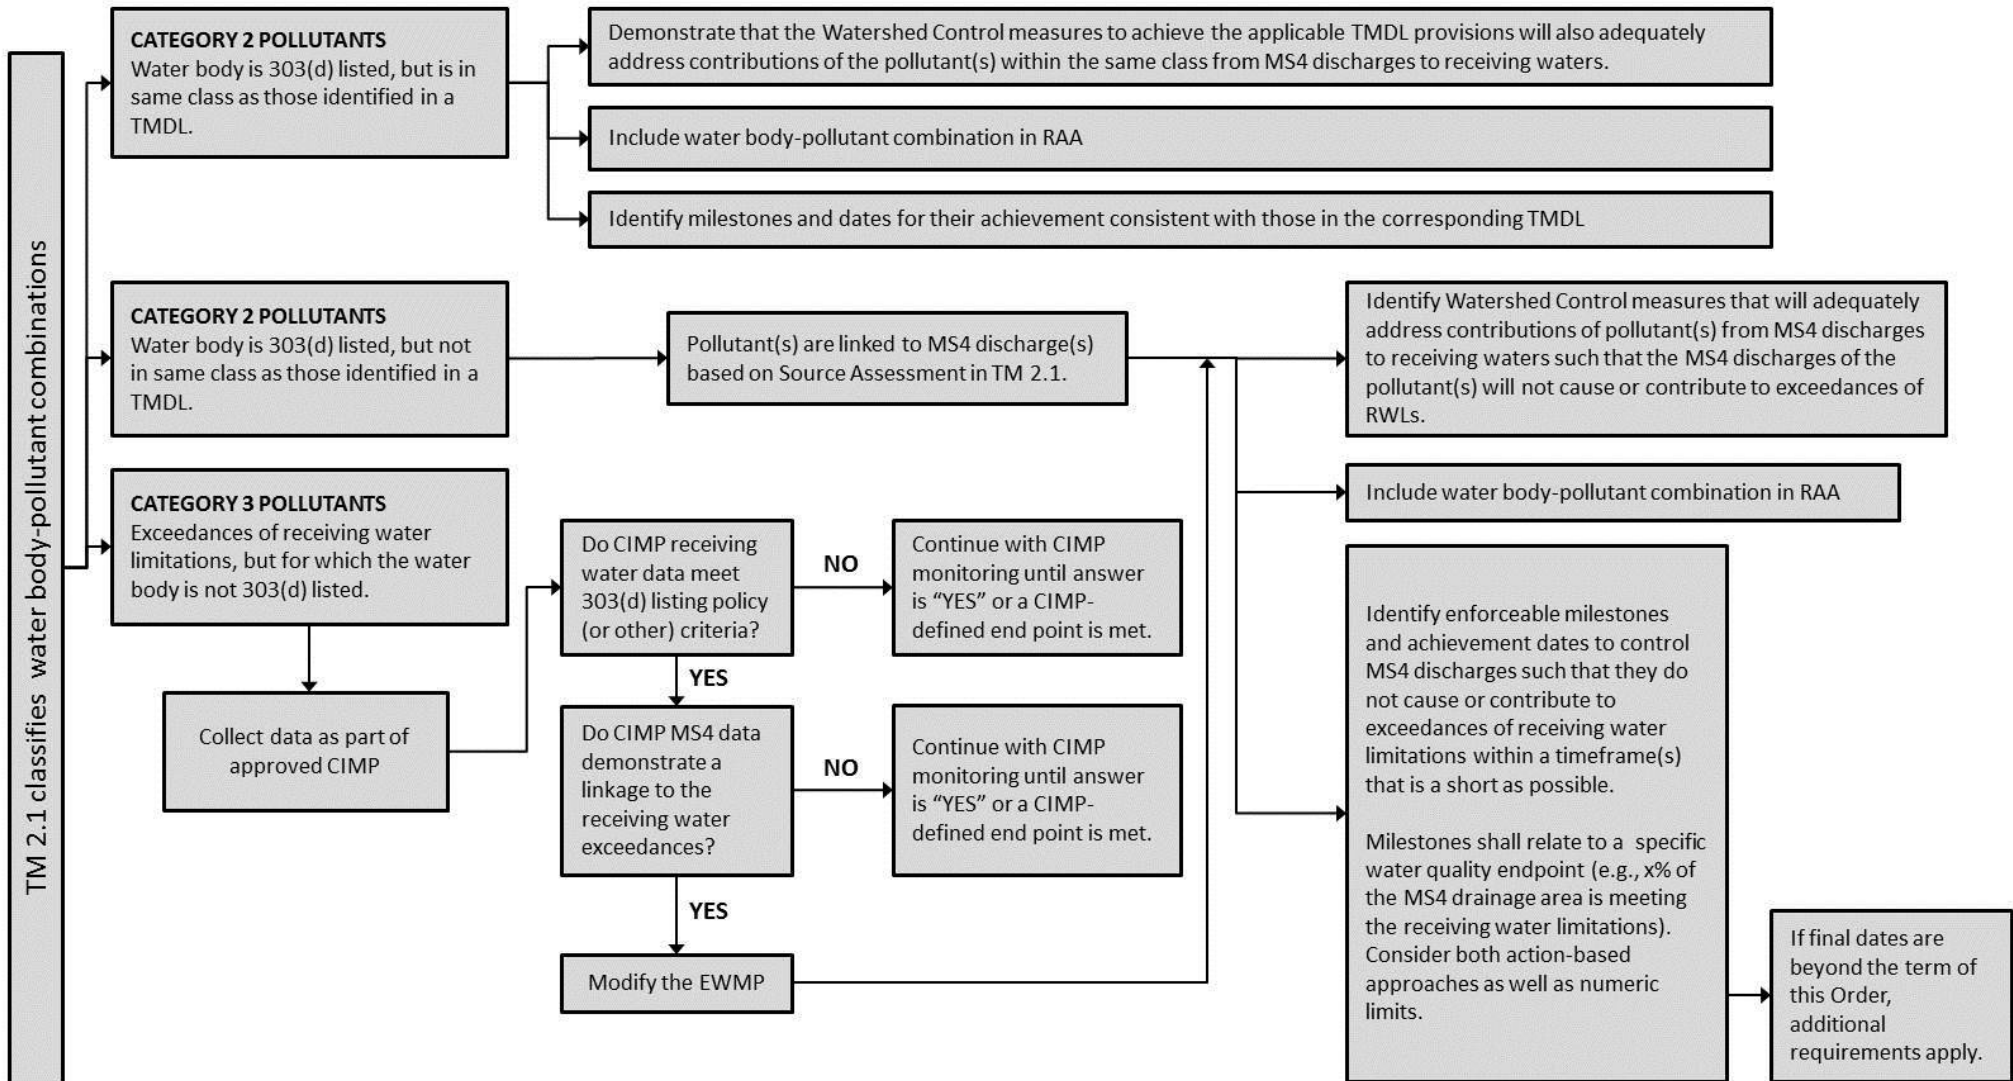 TM 2.1 classifies water body-pollutant combinations
CATEGORY 2 POLLUTANTS
Water body is 303(d) listed, but is in
same class as those identified in a
TMDL.
Demonstrate that the Watershed Control measures to achieve the applicable TMDL provisions will also adequately
address contributions of the pollutant(s) within the same class from MS4 discharges to receiving waters.
Include water body-pollutant combination in RAA
Identify milestones and dates for their achievement consistent with those in the corresponding TMDL
CATEGORY 2 POLLUTANTS
Water body is 303(d) listed, but not
in same class as those identified in a
TMDL.
Pollutant(s) are linked to MS4 discharge(s)
based on Source Assessment in TM 2.1.
Identify Watershed Control measures that will adequately
address contributions of pollutant(s) from MS4 discharges
to receiving waters such that the MS4 discharges of the
pollutant(s) will not cause or contribute to exceedances of
RWLs.
Include water body-pollutant combination in RAA
CATEGORY 3 POLLUTANTS
Exceedances of receiving water
limitations, but for which the water
body is not 303(d) listed.
Collect data as part of
approved CIMP
Do CIMP receiving
water data meet
303(d) listing policy
(or other) criteria?
NO
Continue with CIMP
monitoring until answer
is “YES” or a CIMP-
defined end point is met.
YES
Do CIMP MS4 data
demonstrate a
linkage to the
receiving water
exceedances?
NO
Continue with CIMP
monitoring until answer
is “YES” or a CIMP-
defined end point is met.
YES
Modify the EWMP
Identify enforceable milestones
and achievement dates to control
MS4 discharges such that they do
not cause or contribute to
exceedances of receiving water
limitations within a timeframe(s)
that is a short as possible.
Milestones shall relate to a specific
water quality endpoint (e.g., x% of
the MS4 drainage area is meeting
the receiving water limitations).
Consider both action-based
approaches as well as numeric
limits.
If final dates are
beyond the term of
this Order,
additional
requirements apply.